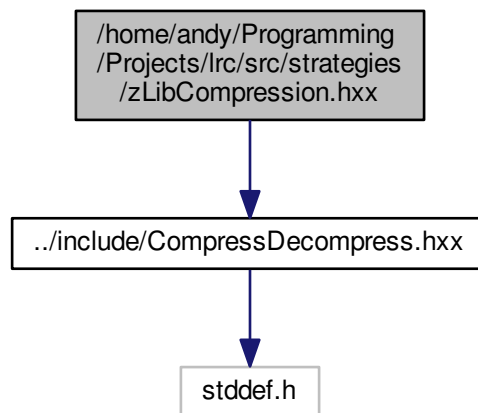 /home/andy/Programming
/Projects/lrc/src/strategies
/zLibCompression.hxx
../include/CompressDecompress.hxx
stddef.h